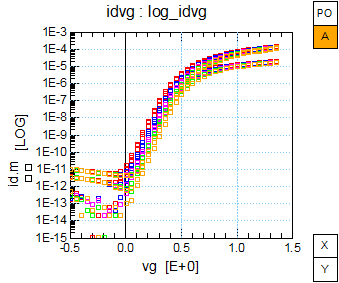 idvg : log_idvg
PO
A
id.m [LOG]
1E-3
1E-4
1E-5
1E-6
1E-7
1E-8
1E-9
1E-10
1E-11
1E-12
1E-13
1E-14
1E-15
-0.5
0.0
0.5
1.0
1.5
vg [E+0]
X
Y